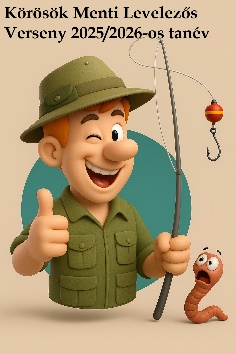 Körösök Menti Levelezős
Verseny 2025/2026-os tanév